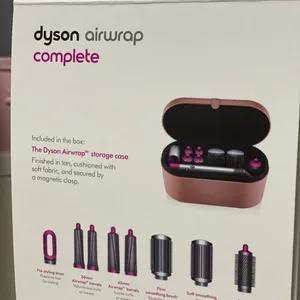 dyson airwrap
complete
Included in the box:
The Dyson Airwrap™ storage case
Finished in tan, cushioned with
soft fabric, and secured by
a magnetic clasp.
Pre-styling dryer
30mm
Airwrap™ barrels
40mm
Airwrap™ barrels
Firm
smoothing brush
Soft smoothing